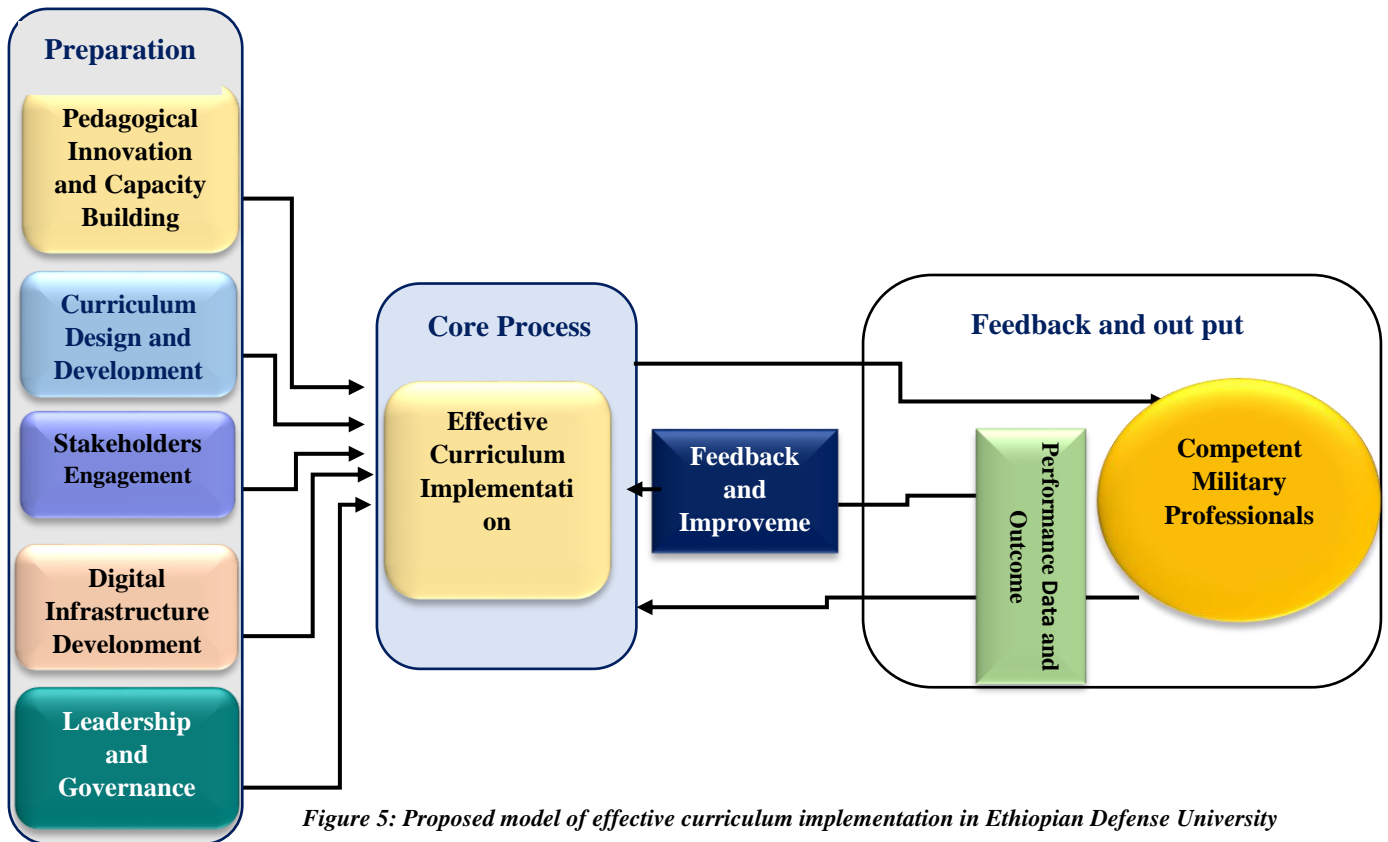 Preparation
Pedagogical
Innovation
and Capacity
Building
Curriculum
Design and
Development
Stakeholders
Engagement
Digital
Infrastructure
Development
Leadership
and
Governance
Core Process
Effective
Curriculum
Implementati
on
Feedback
and
Improveme
Feedback and out put
Performance Data and
Outcome
Competent
Military
Professionals
Figure 5: Proposed model of effective curriculum implementation in Ethiopian Defense University